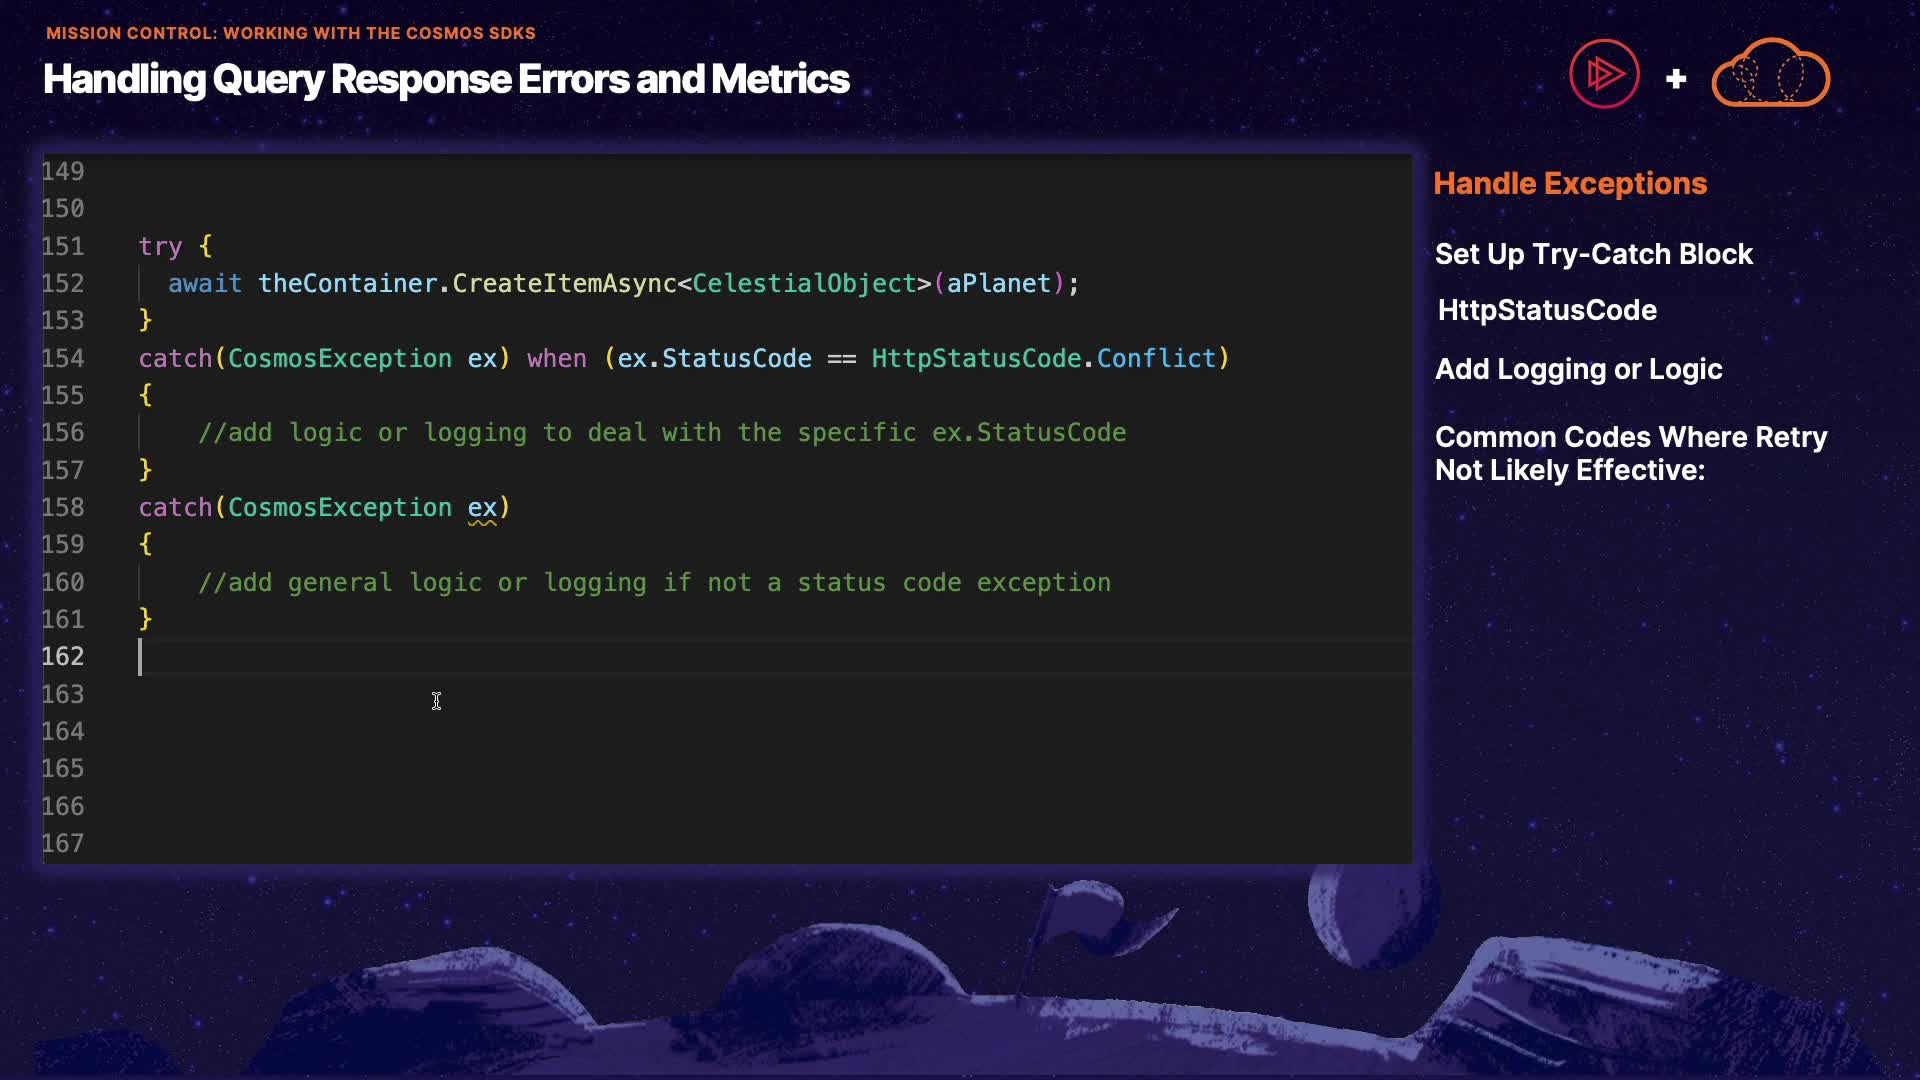 MISSION CONTROL: WORKING WITH THE COSMOS SDKS
Handling Query Response Errors and Metrics
149
150
151 try {
152 await theContainer.CreateItemAsync<CelestialObject>(aPlanet);
153 }
154 catch(CosmosException ex) when (ex.StatusCode == HttpStatusCode.Conflict)
155 {
156 //add logic or logging to deal with the specific ex.StatusCode
157 }
158 catch(CosmosException ex)
159 {
160 //add general logic or logging if not a status code exception
161 }
162
163
164
165
166
167
Handle Exceptions
Set Up Try-Catch Block
HttpStatusCode
Add Logging or Logic
Common Codes Where Retry
Not Likely Effective: